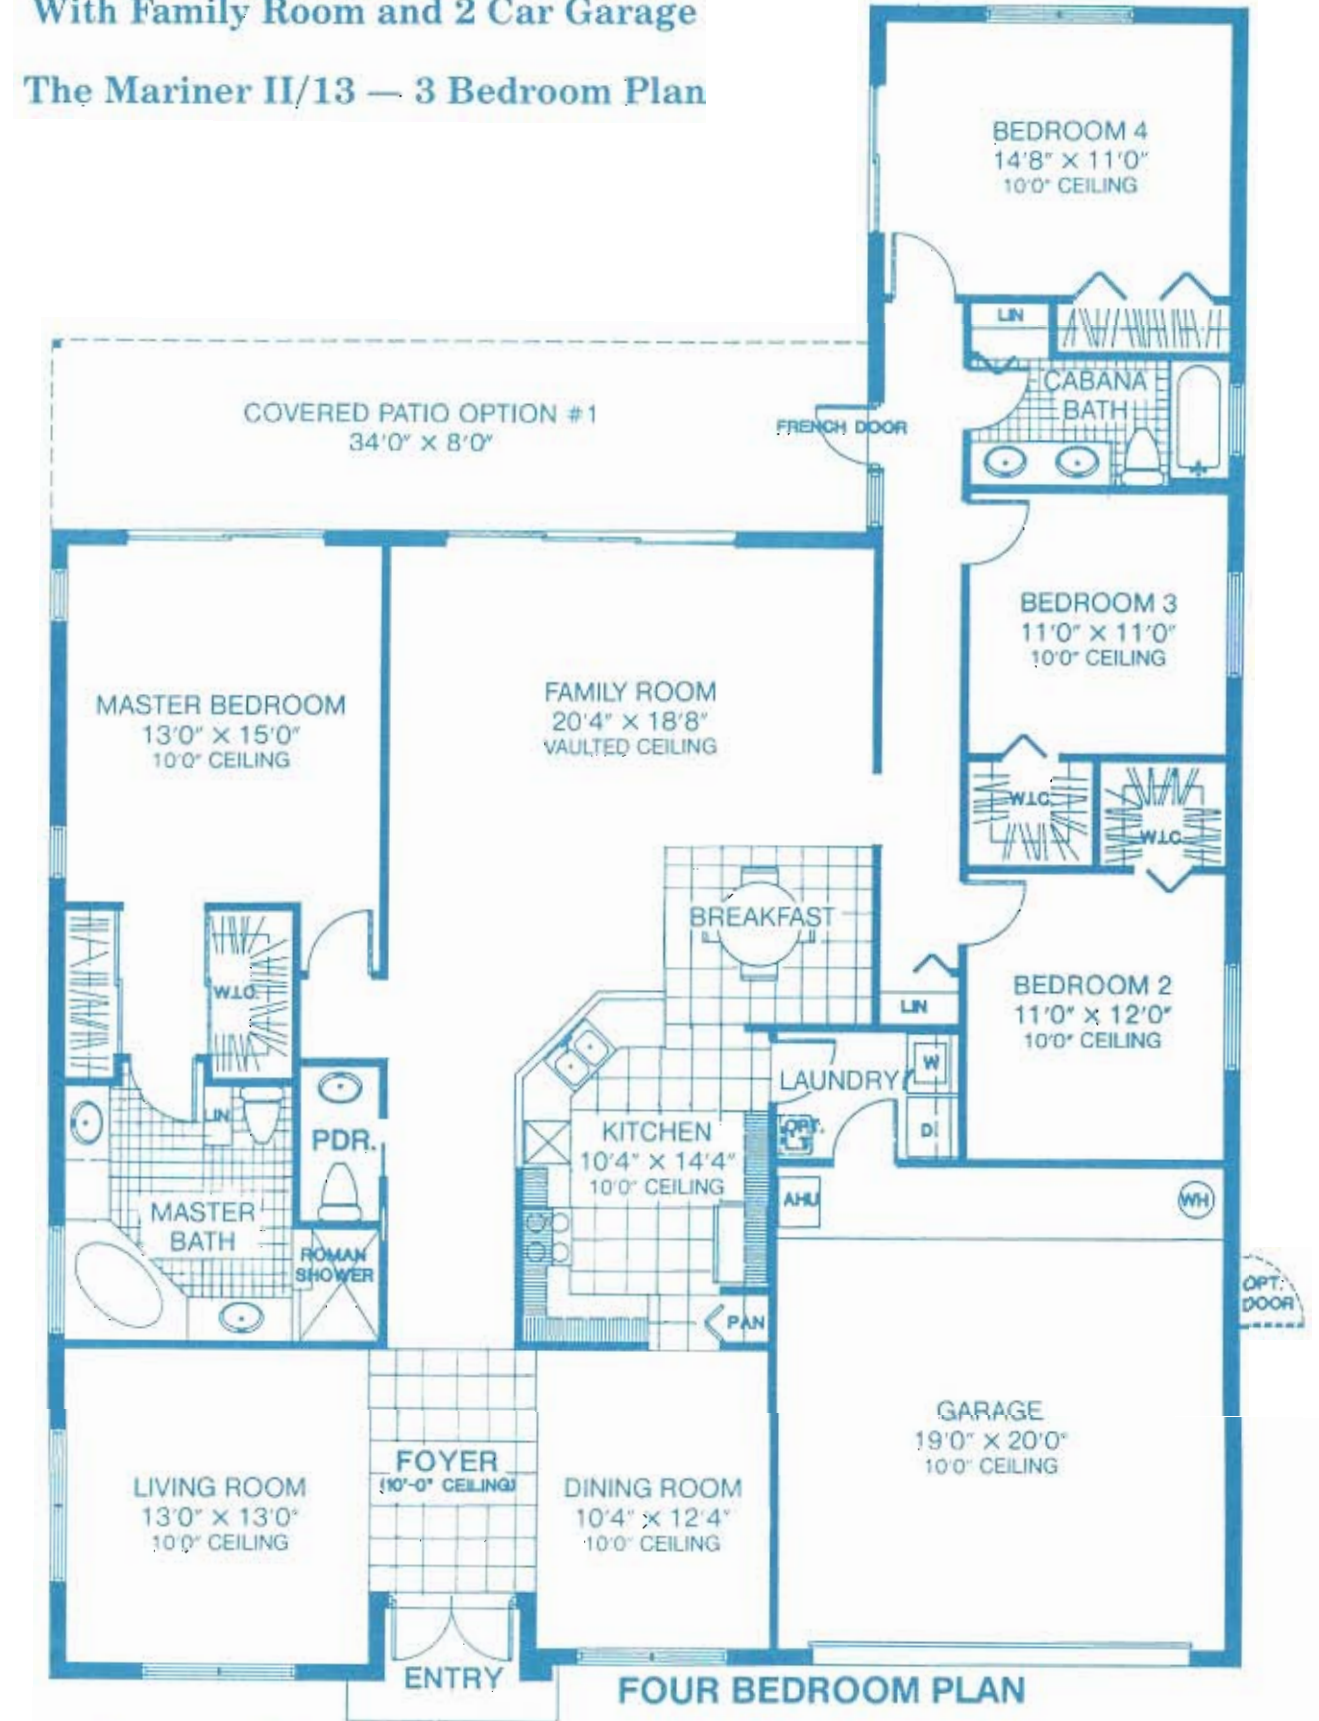 With Family Room and 2 Car Garage
The Mariner II/13 — 3 Bedroom Plan
BEDROOM 4
14'8" X 11'0"
10'0" CEILING
LIN
CABANA
BATH
COVERED PATIO OPTION #1
34'0" X 8'0"
FRENCH DOOR
BEDROOM 3
11'0" X 11'0"
10'0" CEILING
MASTER BEDROOM
13'0" X 15'0"
10'0" CEILING
FAMILY ROOM
20'4" X 18'8"
VAULTED CEILING
W.I.C.
W.I.C.
BREAKFAST
W.I.C.
BEDROOM 2
11'0" X 12'0"
10'0" CEILING
LIN
LAUNDRY
W
D
OPT.
LIN
PDR.
KITCHEN
10'4" X 14'4"
10'0" CEILING
AHU
WH
MASTER
BATH
ROMAN
SHOWER
OPT.
DOOR
PAN
GARAGE
19'0" X 20'0"
10'0" CEILING
FOYER
(10'-0" CEILING)
LIVING ROOM
13'0" X 13'0"
10'0" CEILING
DINING ROOM
10'4" X 12'4"
10'0" CEILING
ENTRY
FOUR BEDROOM PLAN